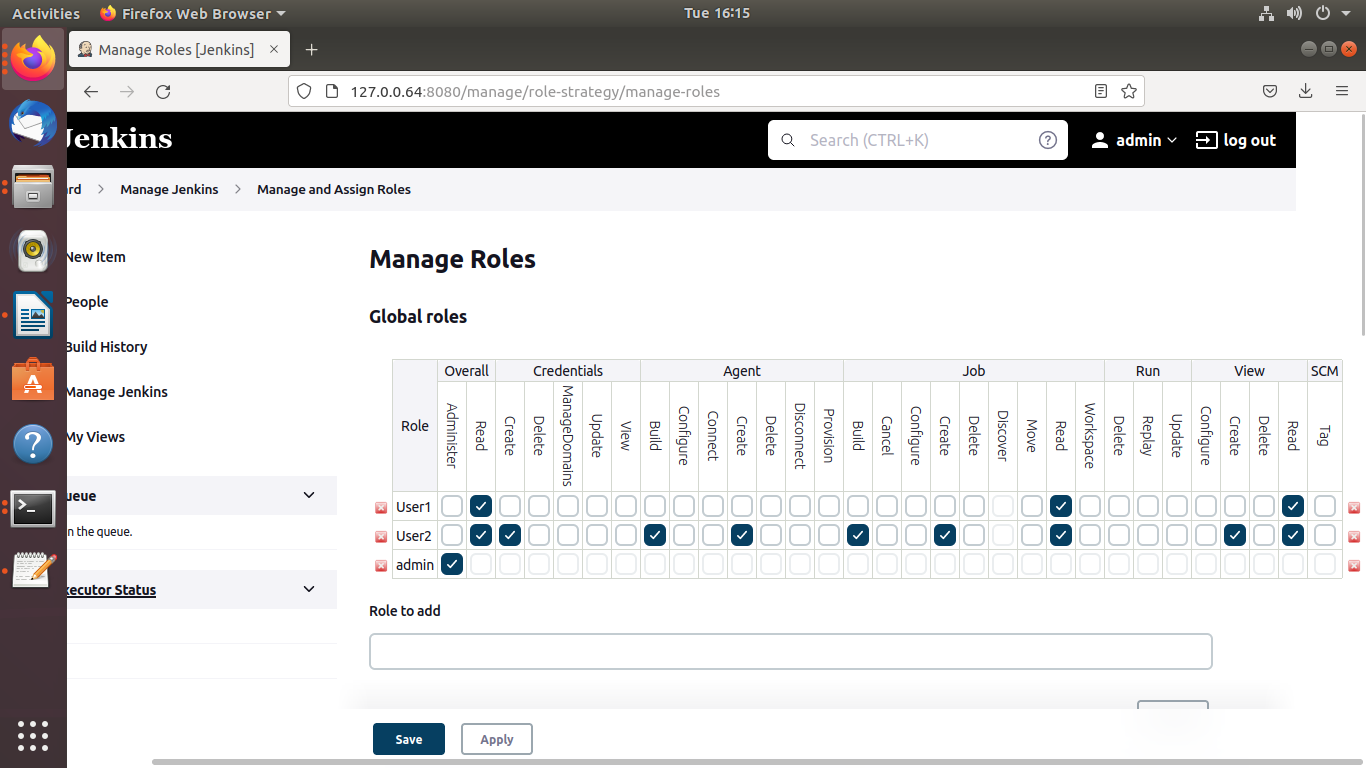 Activities Firefox Web Browser Tue 16:15
Manage Roles [Jenkins]
127.0.0.64:8080/manage/role-strategy/manage-roles
Jenkins Search (CTRL+K) ? admin log out
rd Manage Jenkins Manage and Assign Roles
New Item
People
Build History
Manage Jenkins
My Views
ueue
n the queue.
xecutor Status
Manage Roles
Global roles
Role Overall Credentials Agent Job Run View SCM
Administer Read Create Delete ManageDomains Update View Build Configure Connect Create Delete Disconnect Provision Build Cancel Configure Create Delete Discover Move Read Workspace Delete Replay Update Configure Create Delete Read Tag
User1
User2
admin
Role to add
Save Apply